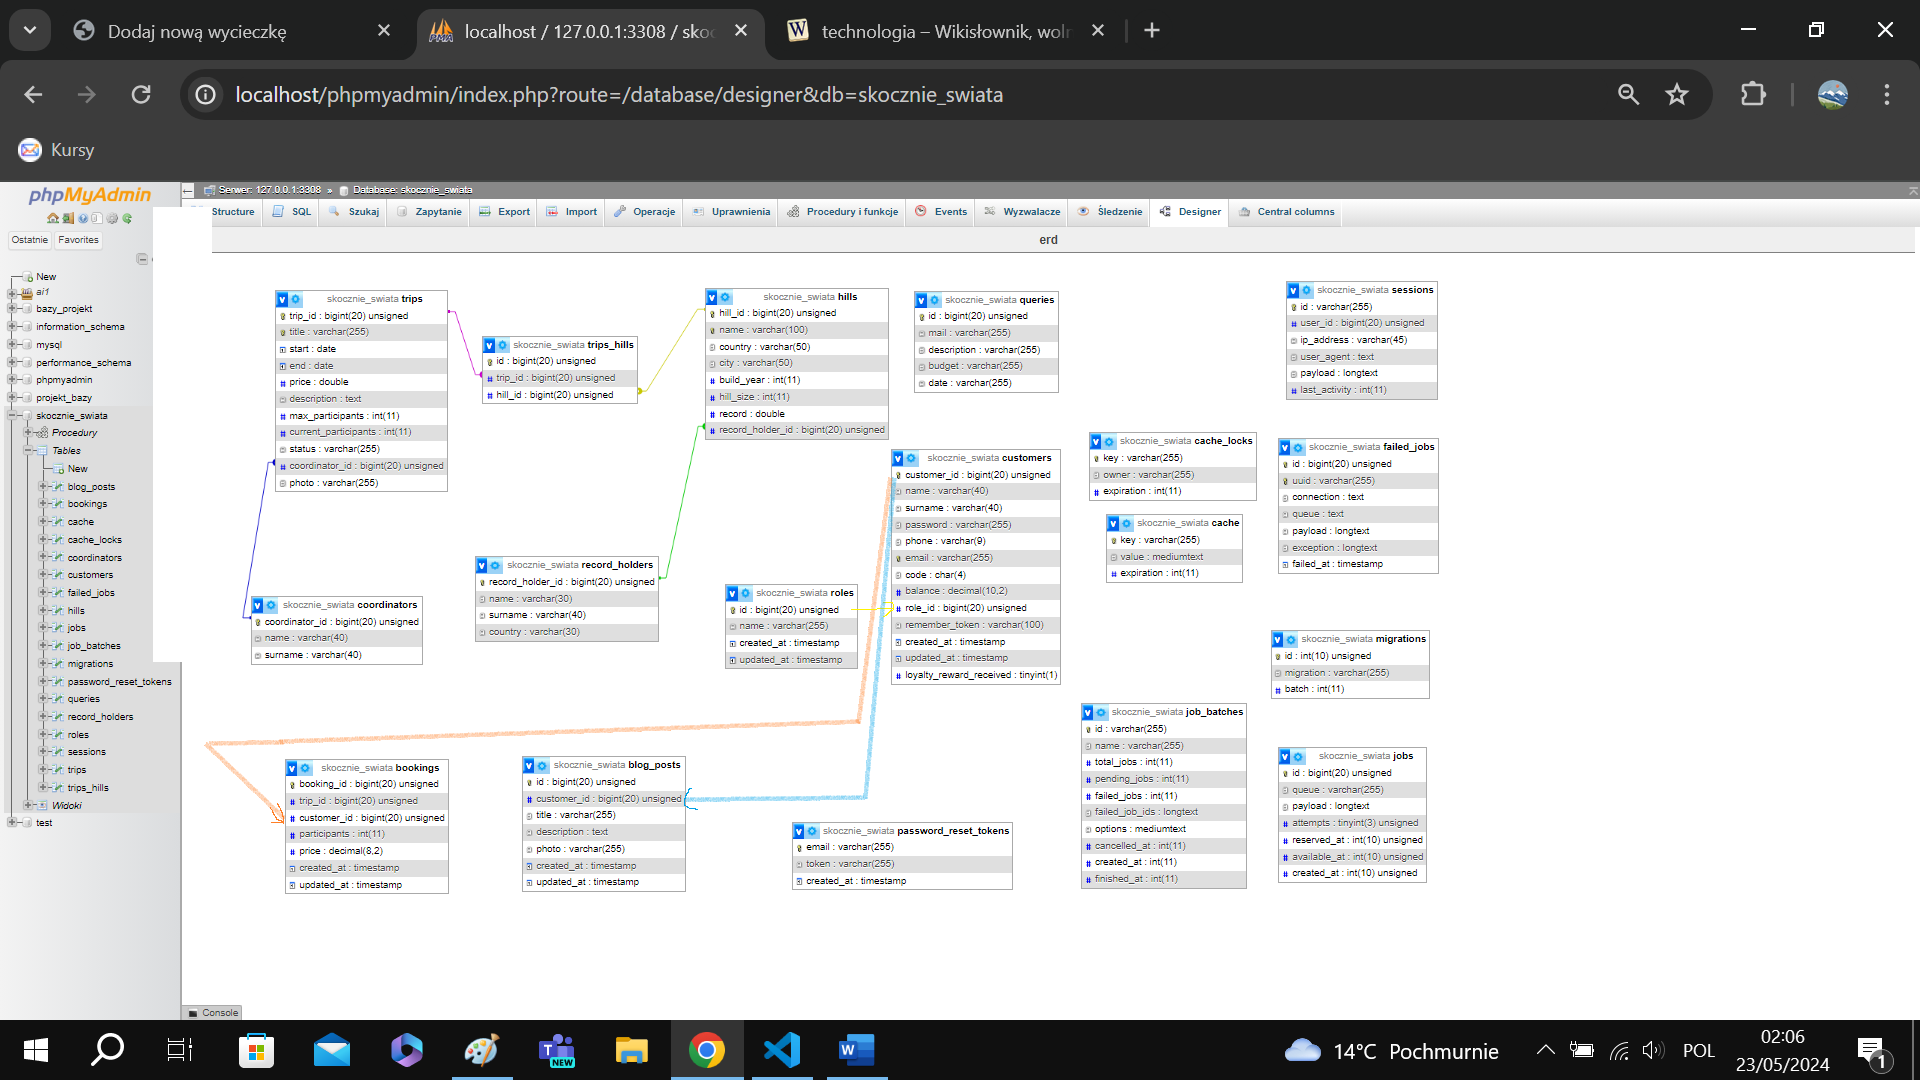 Dodaj nową wycieczkę
localhost / 127.0.0.1:3308 / skoc
technologia – Wikisłownik, woln
localhost/phpmyadmin/index.php?route=/database/designer&db=skocznie_swiata
Kursy
phpMyAdmin
Ostatnie
Favorites
New
ai1
bazy_projekt
information_schema
mysql
performance_schema
phpmyadmin
projekt_bazy
skocznie_swiata
Procedury
Tables
New
blog_posts
bookings
cache
cache_locks
coordinators
customers
failed_jobs
hills
jobs
job_batches
migrations
password_reset_tokens
queries
record_holders
roles
sessions
trips
trips_hills
Widoki
test
Serwer: 127.0.0.1:3308 » Database: skocznie_swiata
Structure SQL Szukaj Zapytanie Export Import Operacje Uprawnienia Procedury i funkcje Events Wyzwalacze Śledzenie Designer Central columns
erd
skocznie_swiata trips
trip_id : bigint(20) unsigned
title : varchar(255)
start : date
end : date
price : double
description : text
max_participants : int(11)
current_participants : int(11)
status : varchar(255)
coordinator_id : bigint(20) unsigned
photo : varchar(255)
skocznie_swiata trips_hills
id : bigint(20) unsigned
trip_id : bigint(20) unsigned
hill_id : bigint(20) unsigned
skocznie_swiata hills
hill_id : bigint(20) unsigned
name : varchar(100)
country : varchar(50)
city : varchar(50)
build_year : int(11)
hill_size : int(11)
record : double
record_holder_id : bigint(20) unsigned
skocznie_swiata queries
id : bigint(20) unsigned
mail : varchar(255)
description : varchar(255)
budget : varchar(255)
date : varchar(255)
skocznie_swiata sessions
id : varchar(255)
user_id : bigint(20) unsigned
ip_address : varchar(45)
user_agent : text
payload : longtext
last_activity : int(11)
skocznie_swiata customers
customer_id : bigint(20) unsigned
name : varchar(40)
surname : varchar(40)
password : varchar(255)
phone : varchar(9)
email : varchar(255)
code : char(4)
balance : decimal(10,2)
role_id : bigint(20) unsigned
remember_token : varchar(100)
created_at : timestamp
updated_at : timestamp
loyalty_reward_received : tinyint(1)
skocznie_swiata cache_locks
key : varchar(255)
owner : varchar(255)
expiration : int(11)
skocznie_swiata failed_jobs
id : bigint(20) unsigned
uuid : varchar(255)
connection : text
queue : text
payload : longtext
exception : longtext
failed_at : timestamp
skocznie_swiata cache
key : varchar(255)
value : mediumtext
expiration : int(11)
skocznie_swiata coordinators
coordinator_id : bigint(20) unsigned
name : varchar(40)
surname : varchar(40)
skocznie_swiata record_holders
record_holder_id : bigint(20) unsigned
name : varchar(30)
surname : varchar(40)
country : varchar(30)
skocznie_swiata roles
id : bigint(20) unsigned
name : varchar(255)
created_at : timestamp
updated_at : timestamp
skocznie_swiata migrations
id : int(10) unsigned
migration : varchar(255)
batch : int(11)
skocznie_swiata bookings
booking_id : bigint(20) unsigned
trip_id : bigint(20) unsigned
customer_id : bigint(20) unsigned
participants : int(11)
price : decimal(8,2)
created_at : timestamp
updated_at : timestamp
skocznie_swiata blog_posts
id : bigint(20) unsigned
customer_id : bigint(20) unsigned
title : varchar(255)
description : text
photo : varchar(255)
created_at : timestamp
updated_at : timestamp
skocznie_swiata password_reset_tokens
email : varchar(255)
token : varchar(255)
created_at : timestamp
skocznie_swiata job_batches
id : varchar(255)
name : varchar(255)
total_jobs : int(11)
pending_jobs : int(11)
failed_jobs : int(11)
failed_job_ids : longtext
options : mediumtext
cancelled_at : int(11)
created_at : int(11)
finished_at : int(11)
skocznie_swiata jobs
id : bigint(20) unsigned
queue : varchar(255)
payload : longtext
attempts : tinyint(3) unsigned
reserved_at : int(10) unsigned
available_at : int(10) unsigned
created_at : int(10) unsigned
Console
NEW
14°C Pochmurnie
POL
02:06
23/05/2024
1